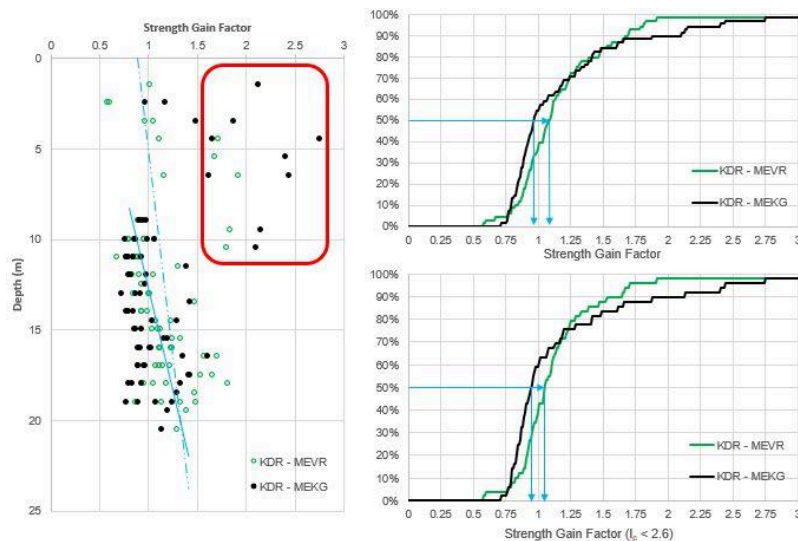 Strength Gain Factor
0 0.5 1 1.5 2 2.5 3
0
5
10
15
20
25
Depth (m)
KDR - MEVR
KDR - MEKG
100%
90%
80%
70%
60%
50%
40%
30%
20%
10%
0%
KDR - MEVR
KDR - MEKG
0 0.25 0.5 0.75 1 1.25 1.5 1.75 2 2.25 2.5 2.75 3
Strength Gain Factor
100%
90%
80%
70%
60%
50%
40%
30%
20%
10%
0%
KDR - MEVR
KDR - MEKG
0 0.25 0.5 0.75 1 1.25 1.5 1.75 2 2.25 2.5 2.75 3
Strength Gain Factor (Ic < 2.6)